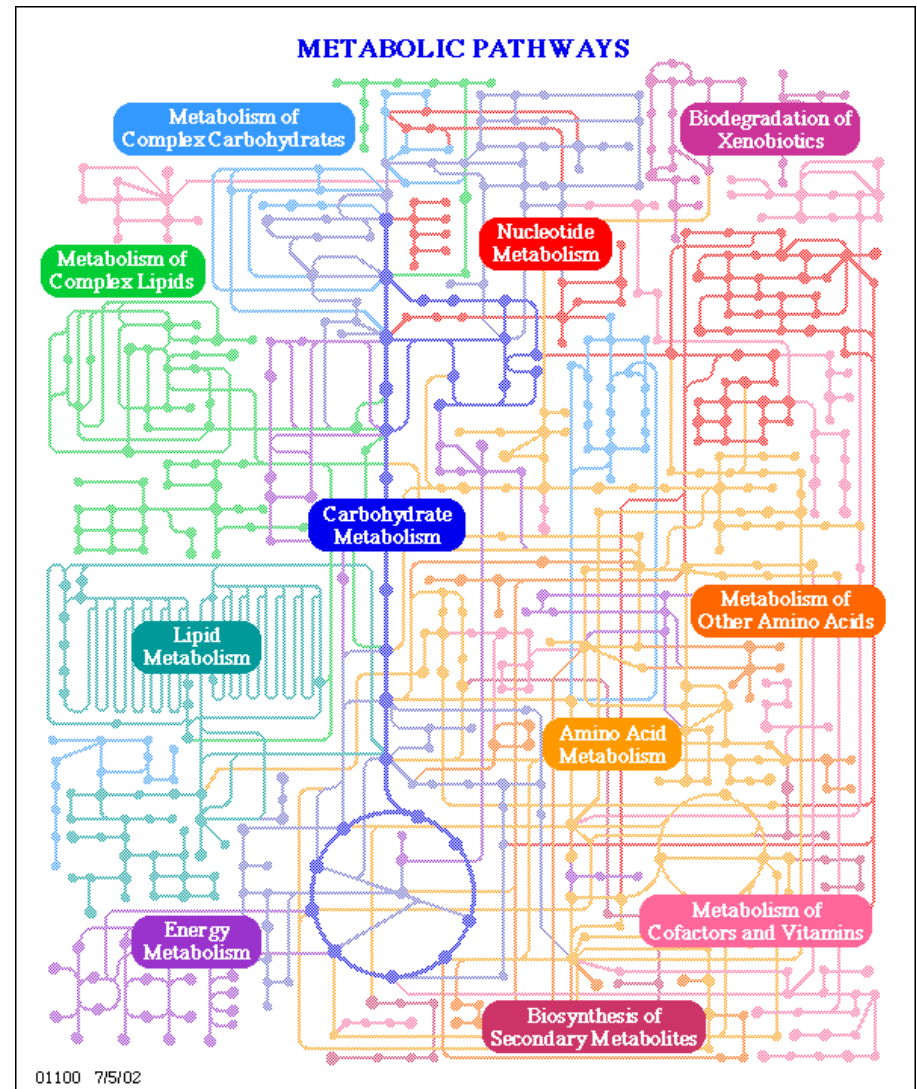 METABOLIC PATHWAYS
Metabolism of
Complex Carbohydrates
Biodegradation of
Xenobiotics
Nucleotide
Metabolism
Metabolism of
Complex Lipids
Carbohydrate
Metabolism
Metabolism of
Other Amino Acids
Lipid
Metabolism
Amino Acid
Metabolism
Metabolism of
Cofactors and Vitamins
Energy
Metabolism
Biosynthesis of
Secondary Metabolites
01100 7/5/02